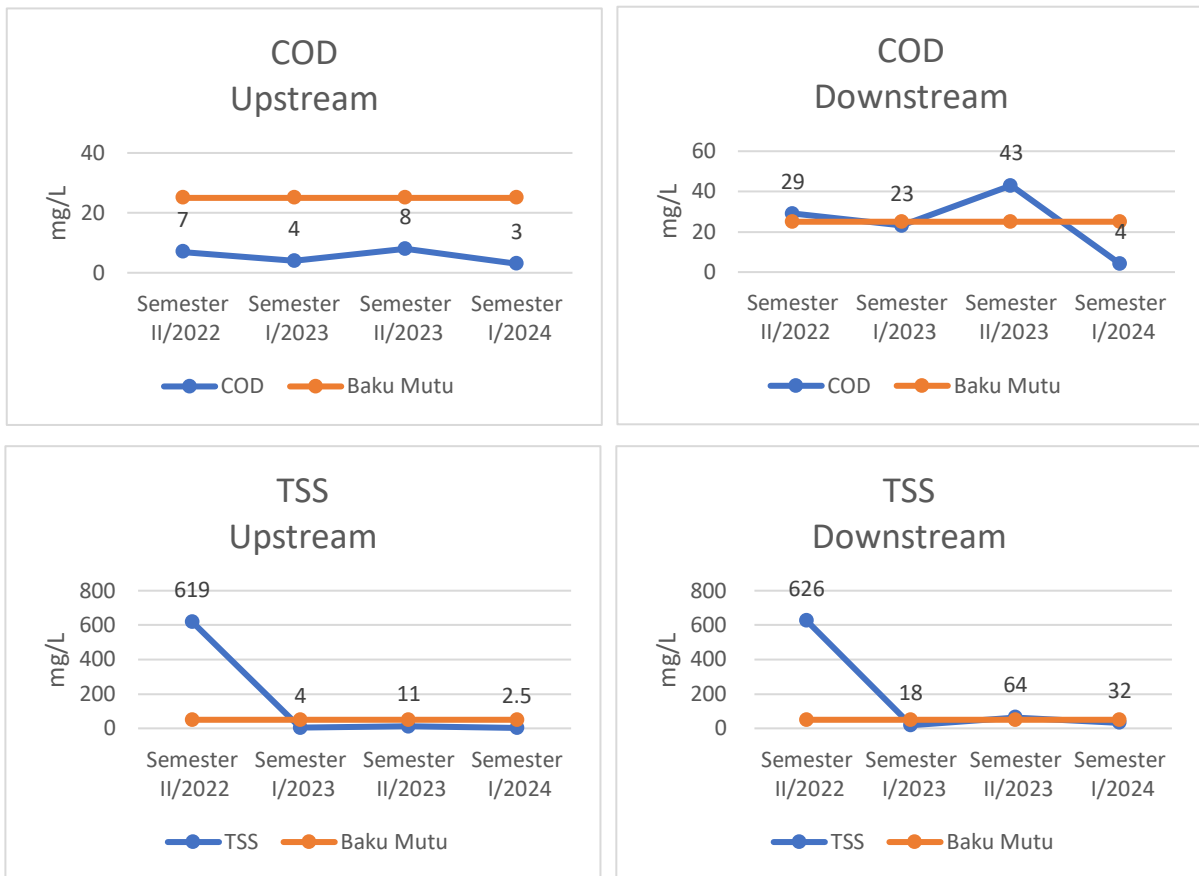 COD
Upstream
40
20
0
mg/L
7
4
8
3
Semester
II/2022
Semester
I/2023
Semester
II/2023
Semester
I/2024
COD
Baku Mutu
COD
Downstream
60
40
20
0
mg/L
29
23
43
4
Semester
II/2022
Semester
I/2023
Semester
II/2023
Semester
I/2024
COD
Baku Mutu
TSS
Upstream
800
600
400
200
0
mg/L
619
4
11
2.5
Semester
II/2022
Semester
I/2023
Semester
II/2023
Semester
I/2024
TSS
Baku Mutu
TSS
Downstream
800
600
400
200
0
mg/L
626
18
64
32
Semester
II/2022
Semester
I/2023
Semester
II/2023
Semester
I/2024
TSS
Baku Mutu